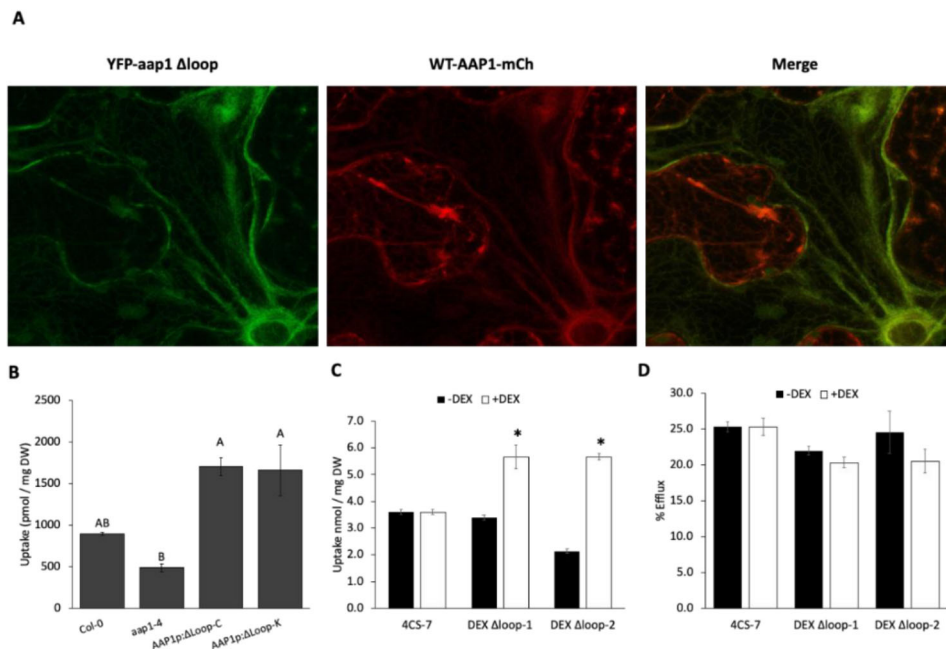 A
YFP-aap1 Δloop WT-AAP1-mCh Merge
B
Uptake (pmol / mg DW)
2500
2000
1500
1000
500
0
AB
B
A
A
Col-0
aap1-4
AAP1p:ΔLoop-C
AAP1p:ΔLoop-K
C
-DEX +DEX
Uptake nmol / mg DW
7.0
6.0
5.0
4.0
3.0
2.0
1.0
0.0
*
*
4CS-7 DEX Δloop-1 DEX Δloop-2
D
-DEX +DEX
% Efflux
30.0
25.0
20.0
15.0
10.0
5.0
0.0
4CS-7 DEX Δloop-1 DEX Δloop-2